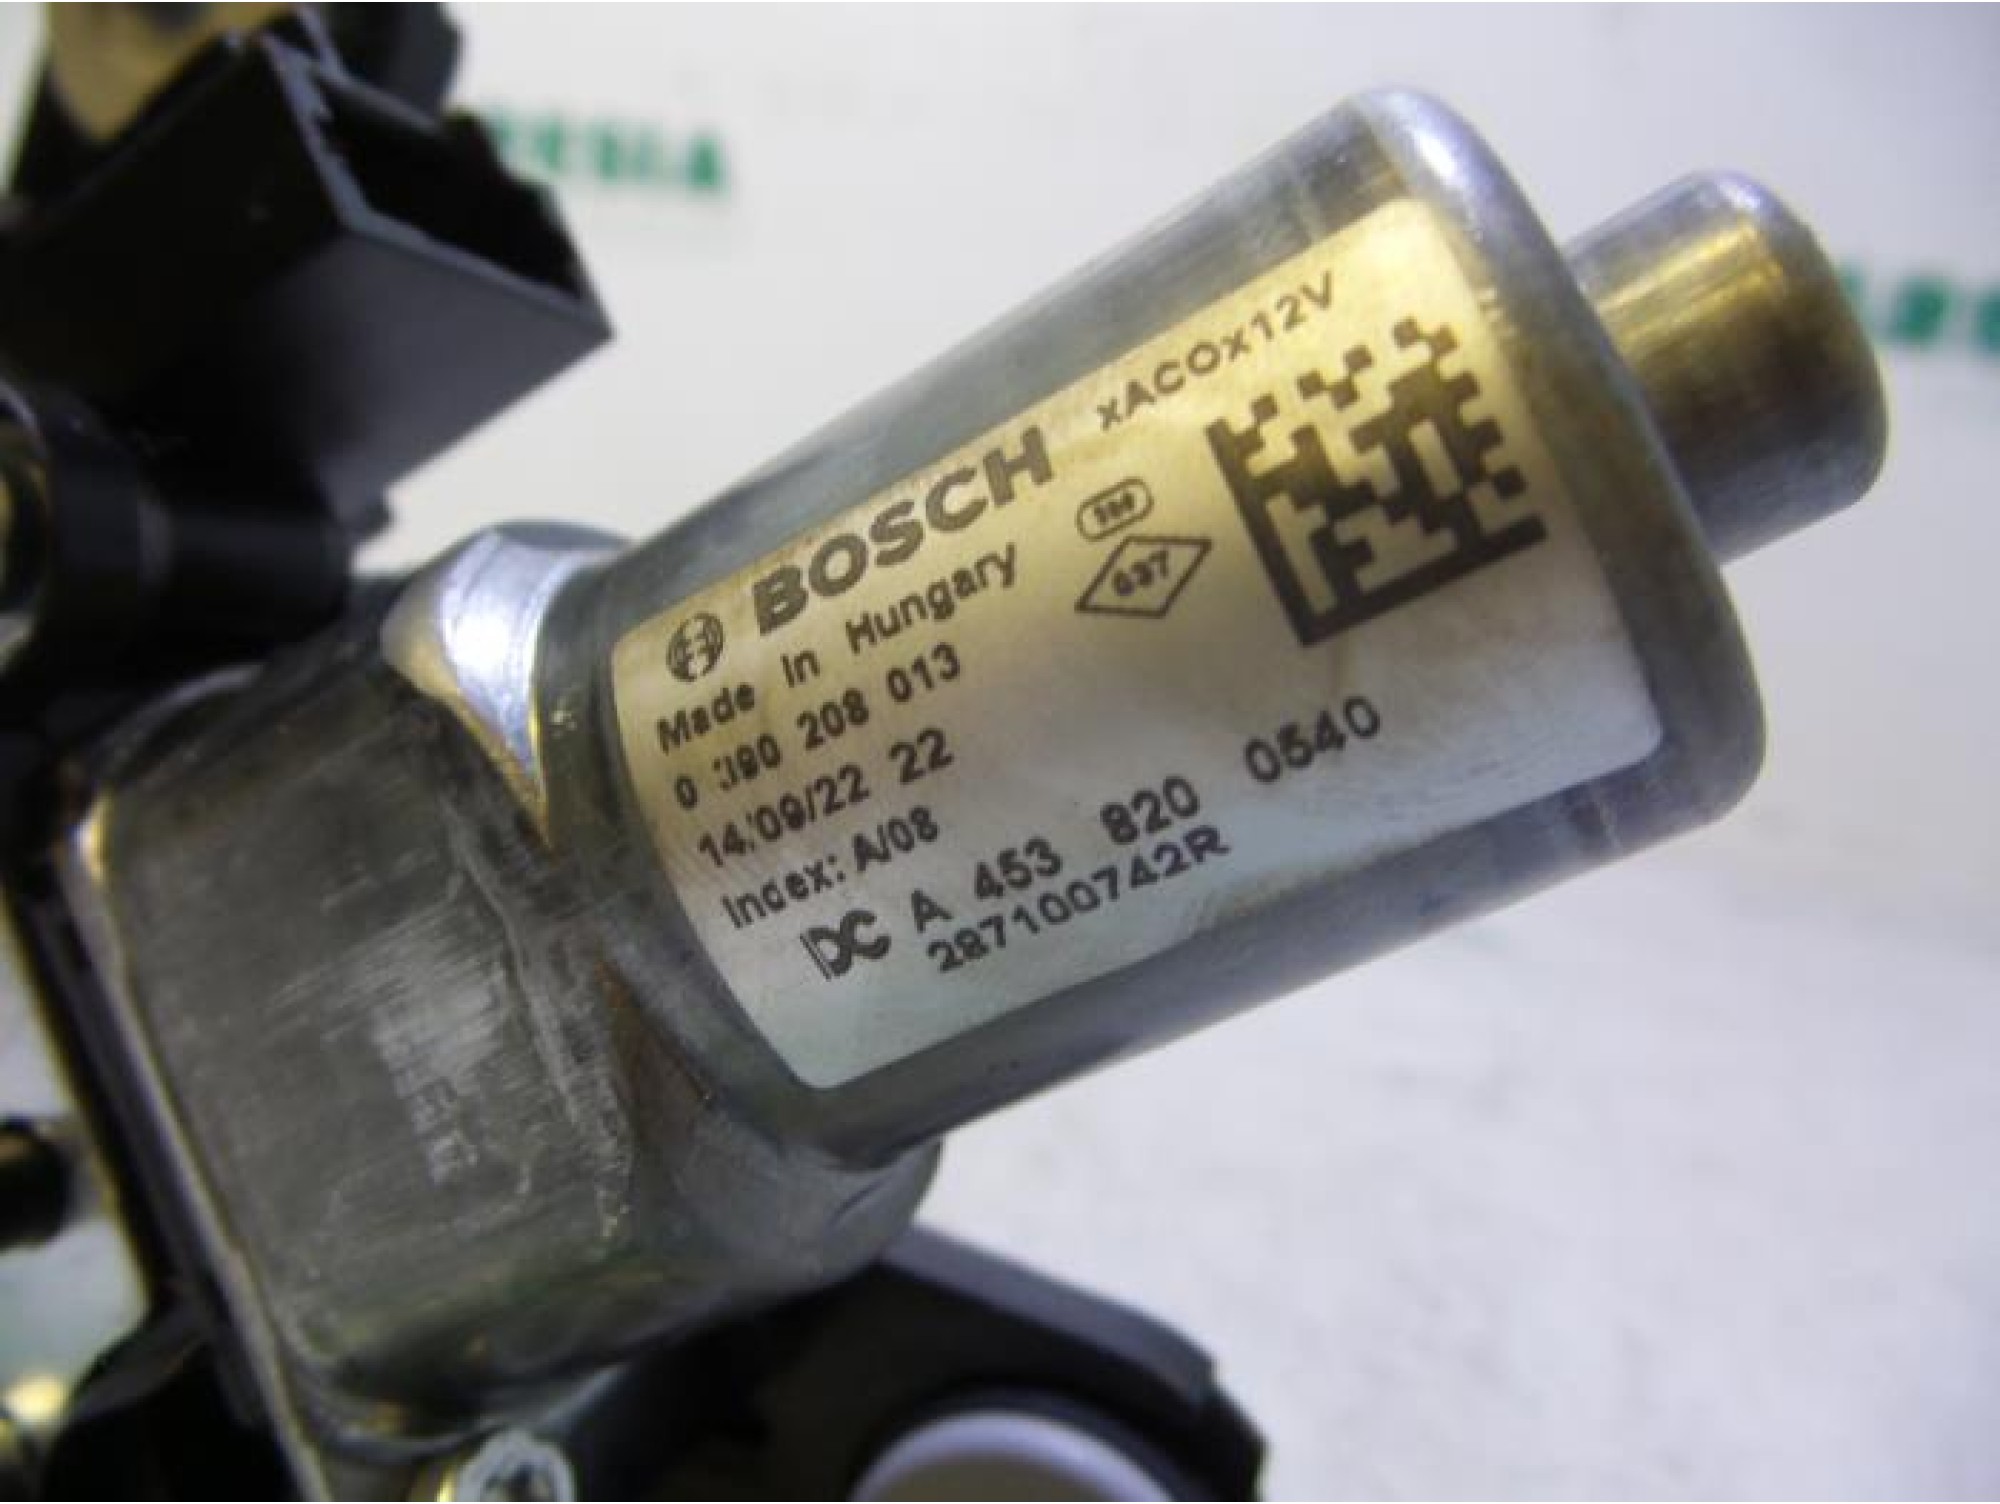 xACOx12V
BOSCH
Made in Hungary
637
0 390 208 013
14/09/22 22
Index: A/08
A 453 820 0540
287100742R